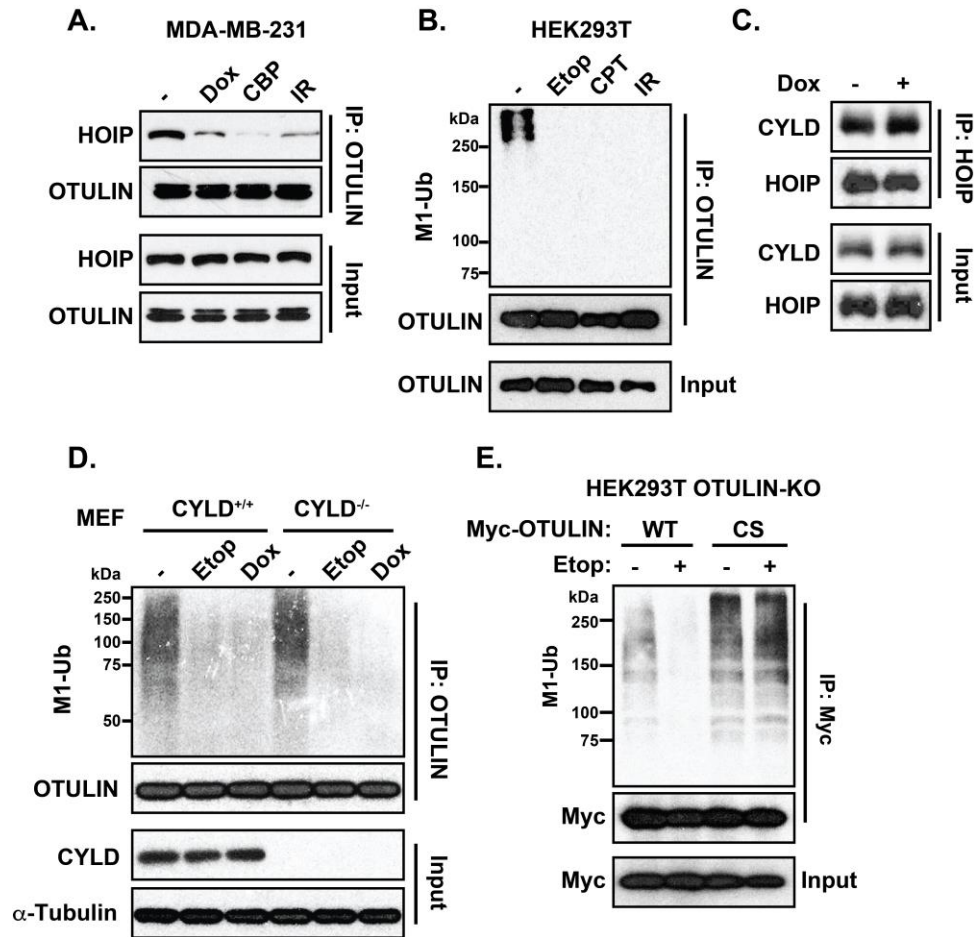 A.
MDA-MB-231
- Dox CBP IR
HOIP
OTULIN
IP: OTULIN
HOIP
OTULIN
Input
B.
HEK293T
- Etop CPT IR
kDa
250
150
100
75
M1-Ub
OTULIN
IP: OTULIN
OTULIN
Input
C.
Dox - +
CYLD
HOIP
IP: HOIP
CYLD
HOIP
Input
D.
MEF
CYLD+/+ CYLD-/-
- Etop Dox - Etop Dox
kDa
250
150
100
75
50
M1-Ub
OTULIN
IP: OTULIN
CYLD
α-Tubulin
Input
E.
HEK293T OTULIN-KO
Myc-OTULIN: WT CS
Etop: - + - +
kDa
250
150
100
75
M1-Ub
Myc
IP: Myc
Myc
Input